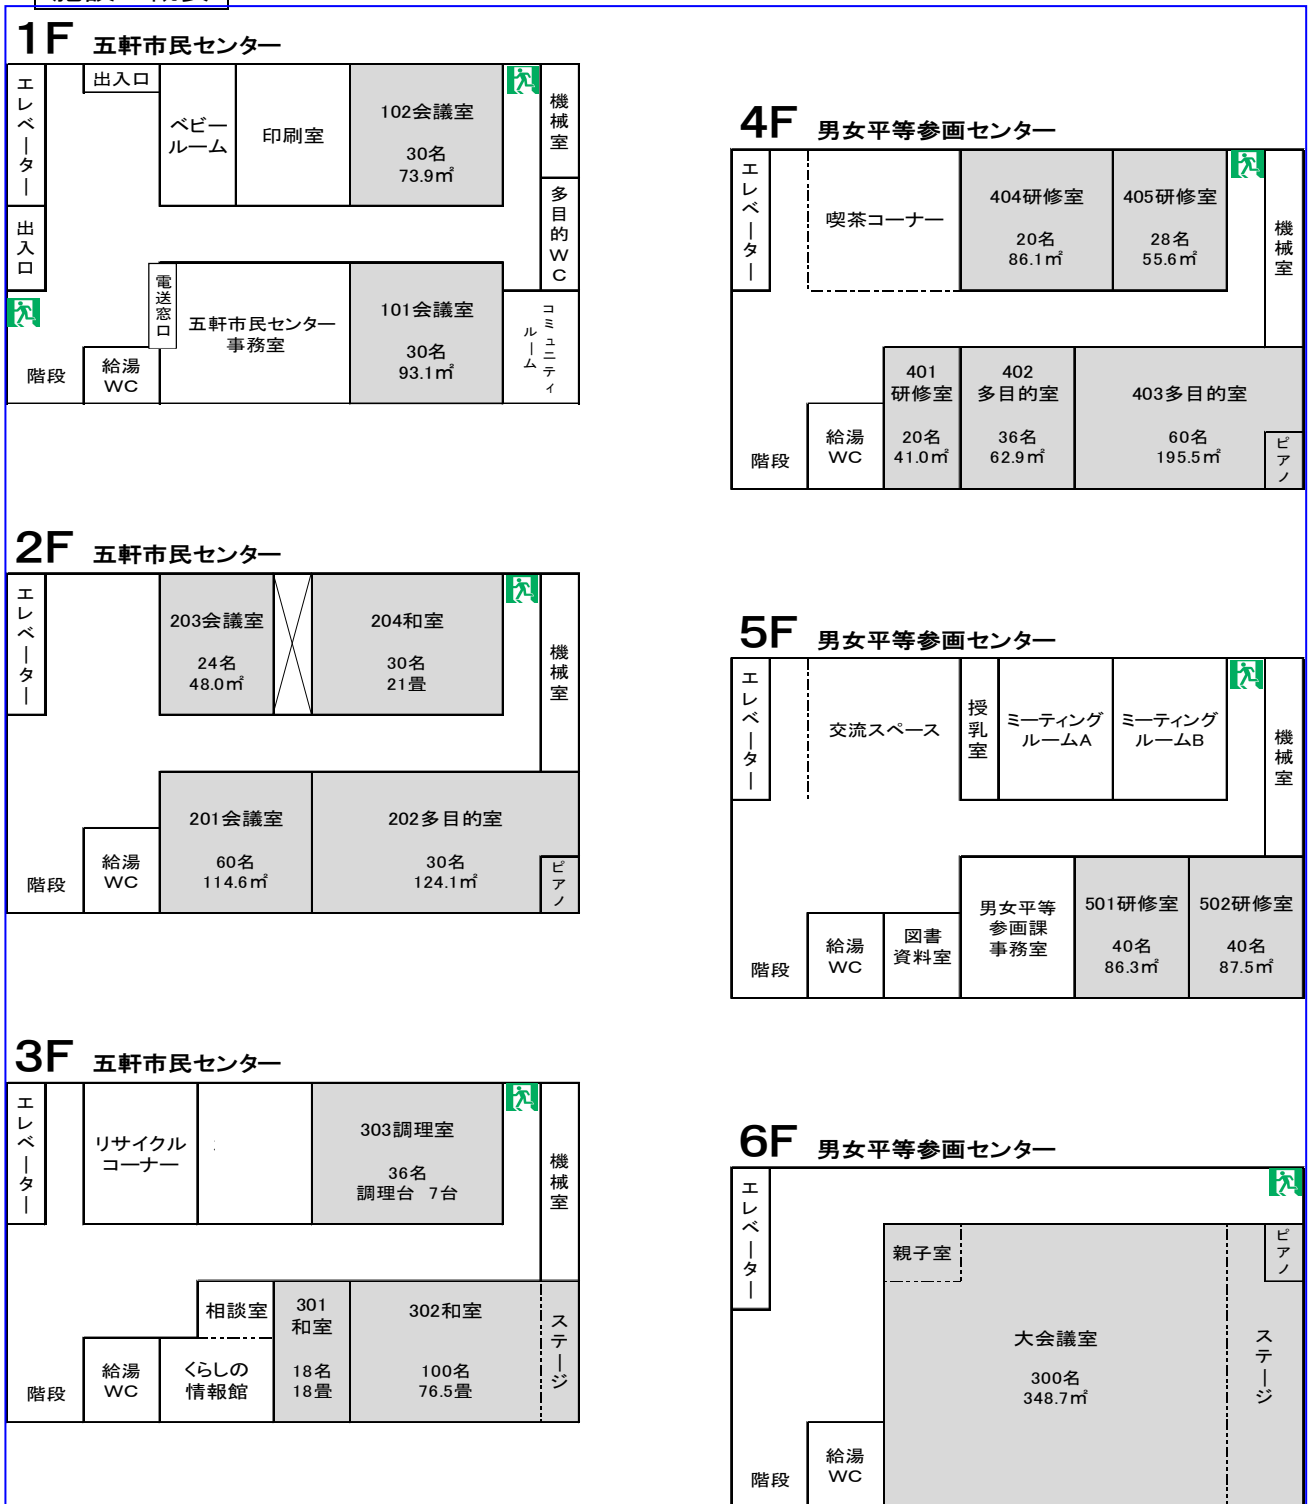 1F 五軒市民センター
エレベーター
出入口
ベビー
ルーム
印刷室
102会議室
30名
73.9㎡
機械室
多目的WC
出入口
電送窓口
五軒市民センター
事務室
101会議室
30名
93.1㎡
コミュニティ
ルーム
階段
給湯
WC
2F 五軒市民センター
エレベーター
203会議室
24名
48.0㎡
204和室
30名
21畳
機械室
201会議室
60名
114.6㎡
202多目的室
30名
124.1㎡
ピアノ
階段
給湯
WC
3F 五軒市民センター
エレベーター
リサイクル
コーナー
303調理室
36名
調理台 7台
機械室
相談室
301
和室
18名
18畳
302和室
100名
76.5畳
ステージ
階段
給湯
WC
くらしの
情報館
4F 男女平等参画センター
エレベーター
喫茶コーナー
404研修室
20名
86.1㎡
405研修室
28名
55.6㎡
機械室
401
研修室
20名
41.0㎡
402
多目的室
36名
62.9㎡
403多目的室
60名
195.5㎡
ピアノ
階段
給湯
WC
5F 男女平等参画センター
エレベーター
交流スペース
授乳室
ミーティング
ルームA
ミーティング
ルームB
機械室
男女平等
参画課
事務室
501研修室
40名
86.3㎡
502研修室
40名
87.5㎡
階段
給湯
WC
図書
資料室
6F 男女平等参画センター
エレベーター
親子室
ピアノ
大会議室
300名
348.7㎡
ステージ
階段
給湯
WC